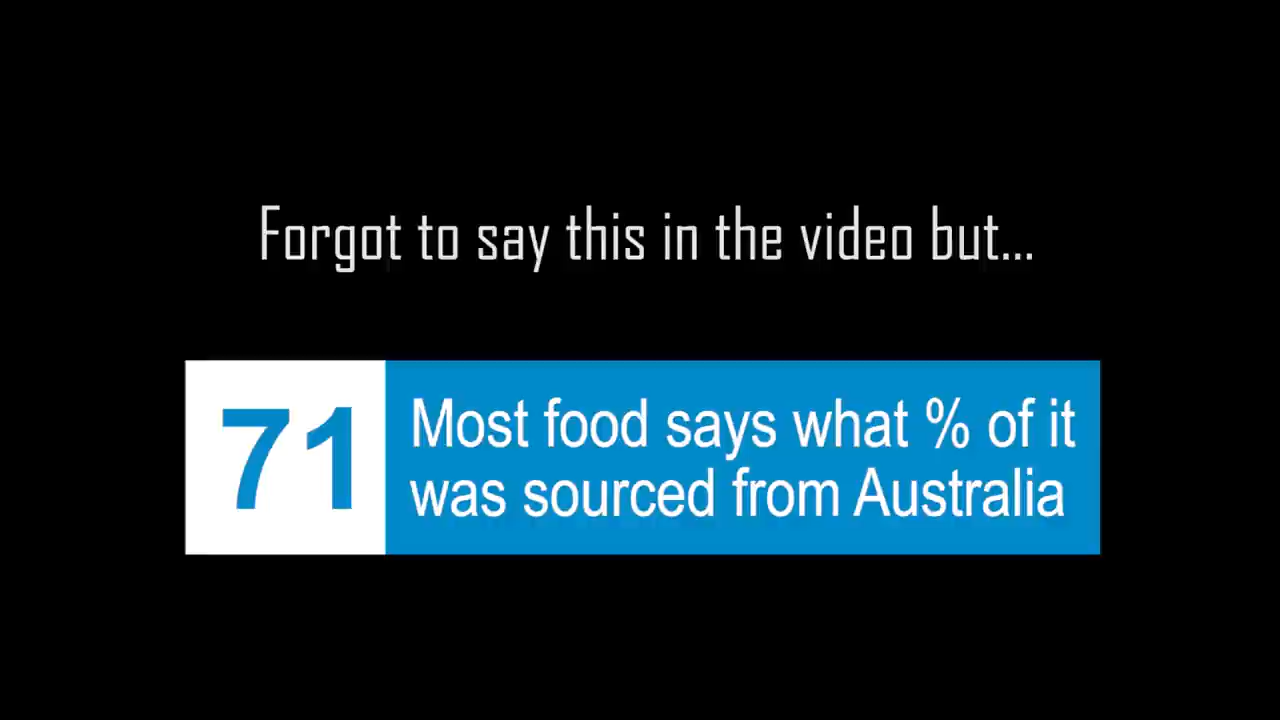 Forgot to say this in the video but...
71
Most food says what % of it
was sourced from Australia